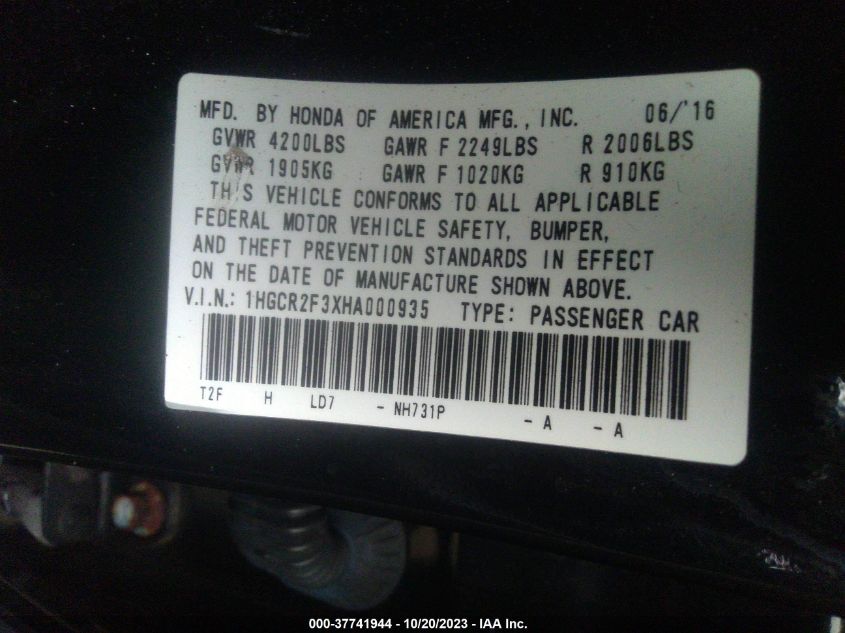 MFD. BY HONDA OF AMERICA MFG., INC. 06/'16
GVWR 4200LBS GAWR F 2249LBS R 2006LBS
GVWR 1905KG GAWR F 1020KG R 910KG
THIS VEHICLE CONFORMS TO ALL APPLICABLE
FEDERAL MOTOR VEHICLE SAFETY, BUMPER,
AND THEFT PREVENTION STANDARDS IN EFFECT
ON THE DATE OF MANUFACTURE SHOWN ABOVE.
V.I.N.: 1HGCR2F3XHA000935 TYPE: PASSENGER CAR
T2F H LD7 - NH731P - A - A
000-37741944 - 10/20/2023 - IAA Inc.